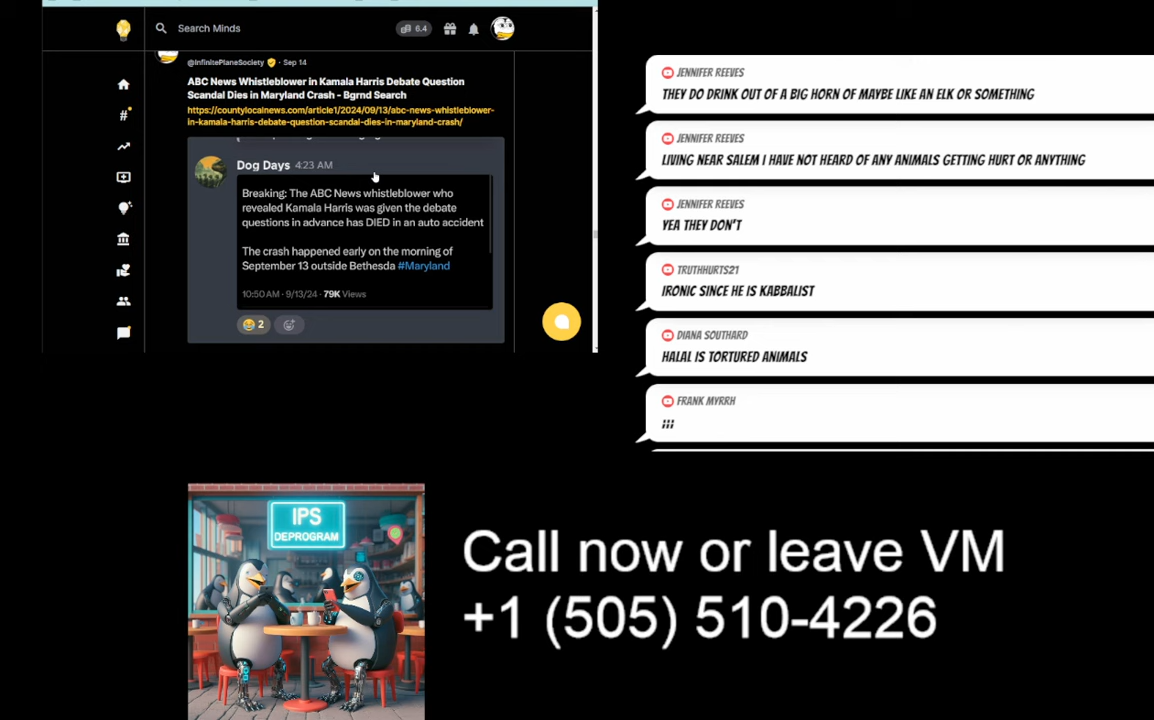 Search Minds
6.4
@InfinitePlaneSociety Sep 14
ABC News Whistleblower in Kamala Harris Debate Question
Scandal Dies in Maryland Crash - Bgrnd Search
https://countylocalnews.com/article1/2024/09/13/abc-news-whistleblower-
in-kamala-harris-debate-question-scandal-dies-in-maryland-crash/
Dog Days 4:23 AM
Breaking: The ABC News whistleblower who
revealed Kamala Harris was given the debate
questions in advance has DIED in an auto accident
The crash happened early on the morning of
September 13 outside Bethesda #Maryland
10:50 AM · 9/13/24 · 79K Views
2
JENNIFER REEVES
THEY DO DRINK OUT OF A BIG HORN OF MAYBE LIKE AN ELK OR SOMETHING
JENNIFER REEVES
LIVING NEAR SALEM I HAVE NOT HEARD OF ANY ANIMALS GETTING HURT OR ANYTHING
JENNIFER REEVES
YEA THEY DON'T
TRUTHHURTS21
IRONIC SINCE HE IS KABBALIST
DIANA SOUTHARD
HALAL IS TORTURED ANIMALS
FRANK MYRRH
;;;
IPS
DEPROGRAM
Call now or leave VM
+1 (505) 510-4226